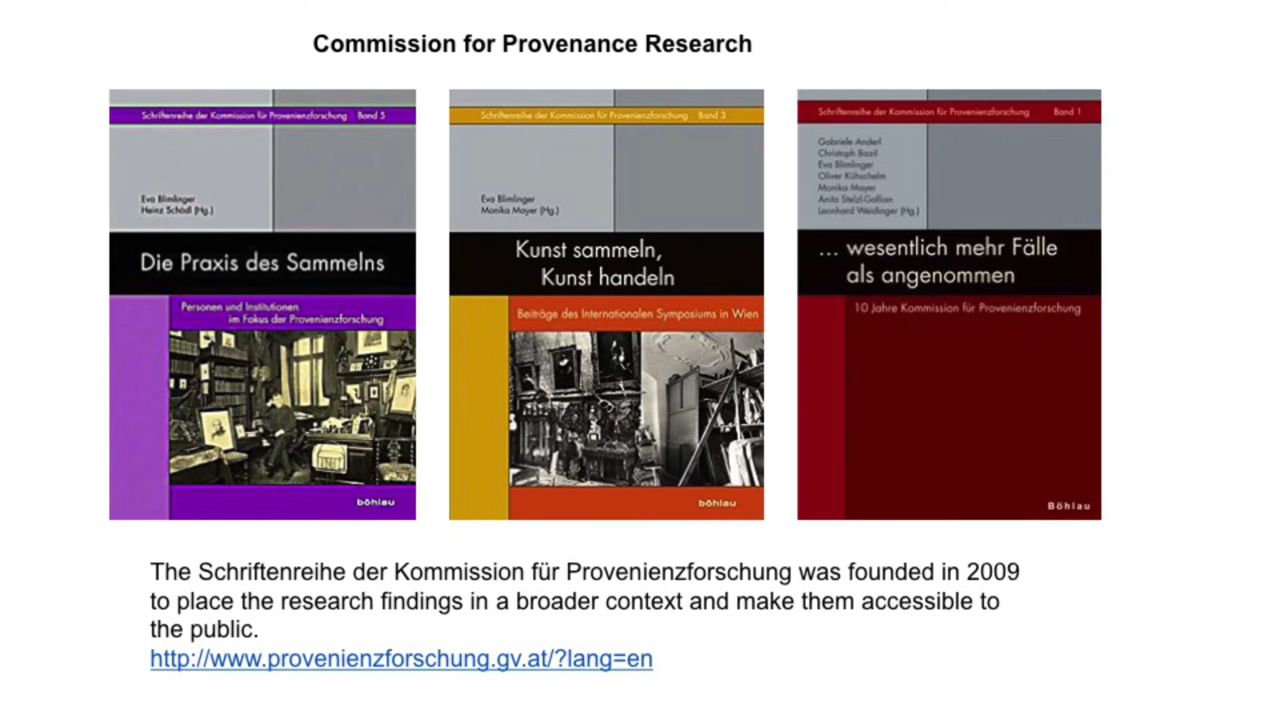 Commission for Provenance Research
Schriftenreihe der Kommission für Provenienzforschung Band 5
Eva Blimlinger
Heinz Schödl (Hg.)
Die Praxis des Sammelns
Personen und Institutionen
im Fokus der Provenienzforschung
böhlau
Schriftenreihe der Kommission für Provenienzforschung Band 3
Eva Blimlinger
Monika Mayer (Hg.)
Kunst sammeln,
Kunst handeln
Beiträge des Internationalen Symposiums in Wien
böhlau
Schriftenreihe der Kommission für Provenienzforschung Band 1
Gabriele Anderl
Christoph Bazil
Eva Blimlinger
Oliver Kühschelm
Monika Mayer
Anita Stelzl-Gallian
Leonhard Weidinger (Hg.)
... wesentlich mehr Fälle
als angenommen
10 Jahre Kommission für Provenienzforschung
Böhlau
The Schriftenreihe der Kommission für Provenienzforschung was founded in 2009
to place the research findings in a broader context and make them accessible to
the public.
http://www.provenienzforschung.gv.at/?lang=en